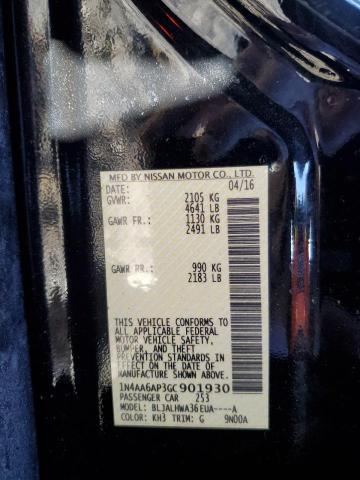 MFD BY NISSAN MOTOR CO., LTD.
DATE: 04/16
GVWR: 2105 KG
4641 LB
GAWR FR.: 1130 KG
2491 LB
GAWR RR.: 990 KG
2183 LB
THIS VEHICLE CONFORMS TO
ALL APPLICABLE FEDERAL
MOTOR VEHICLE SAFETY,
BUMPER, AND THEFT
PREVENTION STANDARDS IN
EFFECT ON THE DATE OF
MANUFACTURE SHOWN ABOVE.
1N4AA6AP3GC901930
PASSENGER CAR 253
MODEL: BLJALHWA36EUA----A
COLOR: KH3 TRIM: G 9N00A